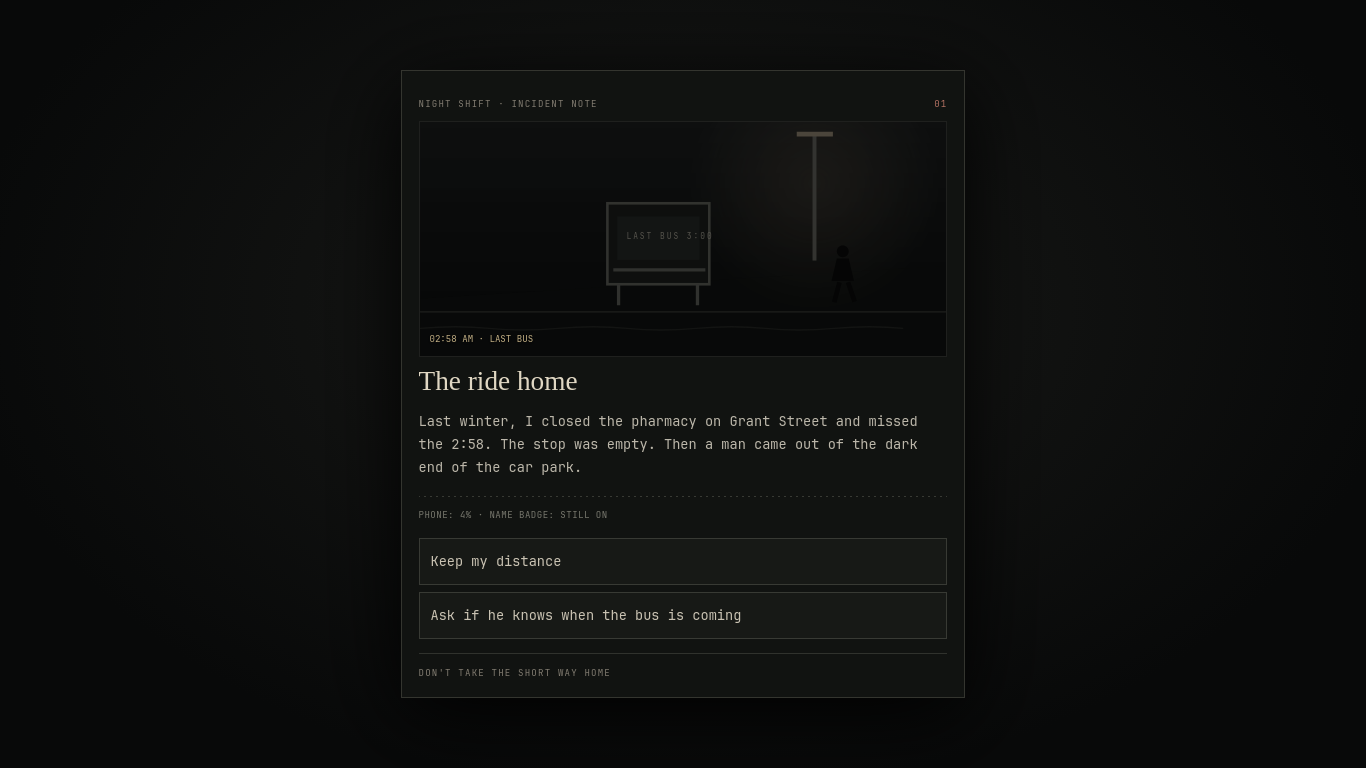 NIGHT SHIFT · INCIDENT NOTE
01
LAST BUS 3:00
02:58 AM · LAST BUS
The ride home
Last winter, I closed the pharmacy on Grant Street and missed
the 2:58. The stop was empty. Then a man came out of the dark
end of the car park.
PHONE: 4% · NAME BADGE: STILL ON
Keep my distance
Ask if he knows when the bus is coming
DON'T TAKE THE SHORT WAY HOME